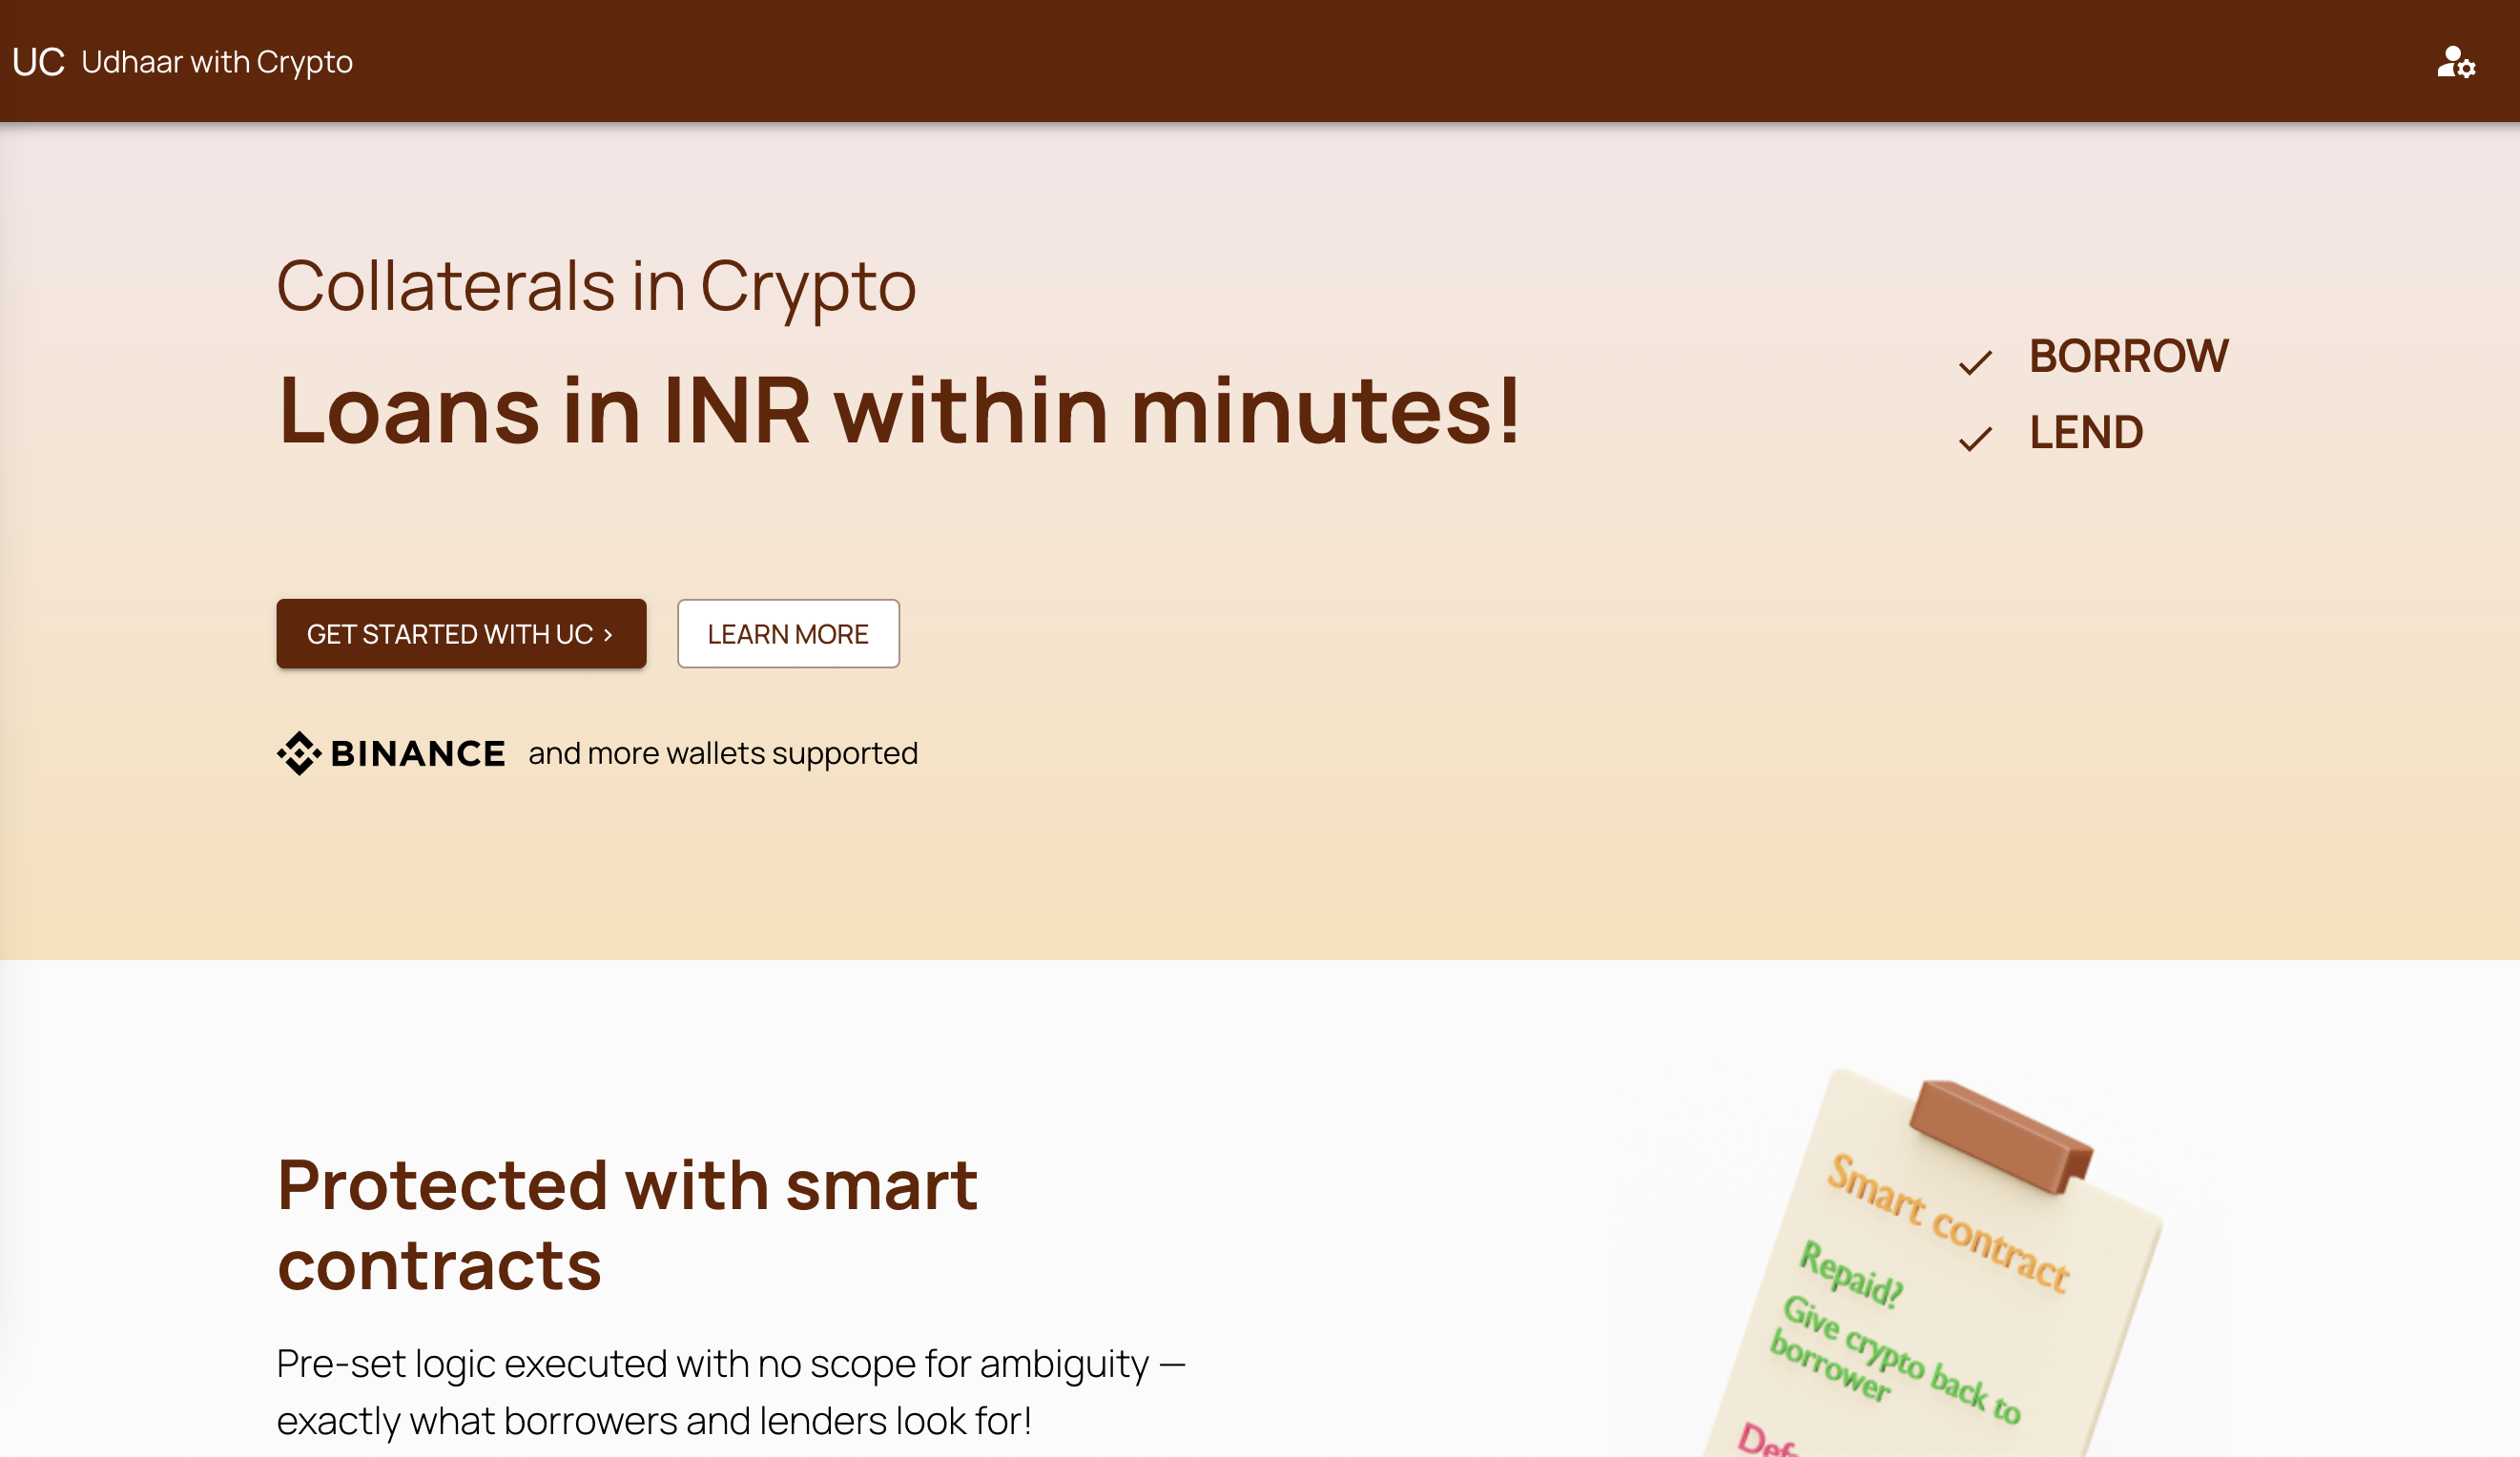 UC Udhaar with Crypto
Collaterals in Crypto
Loans in INR within minutes!
BORROW
LEND
GET STARTED WITH UC
LEARN MORE
BINANCE and more wallets supported
Protected with smart
contracts
Pre-set logic executed with no scope for ambiguity —
exactly what borrowers and lenders look for!
Smart contract
Repaid?
Give crypto back to
borrower